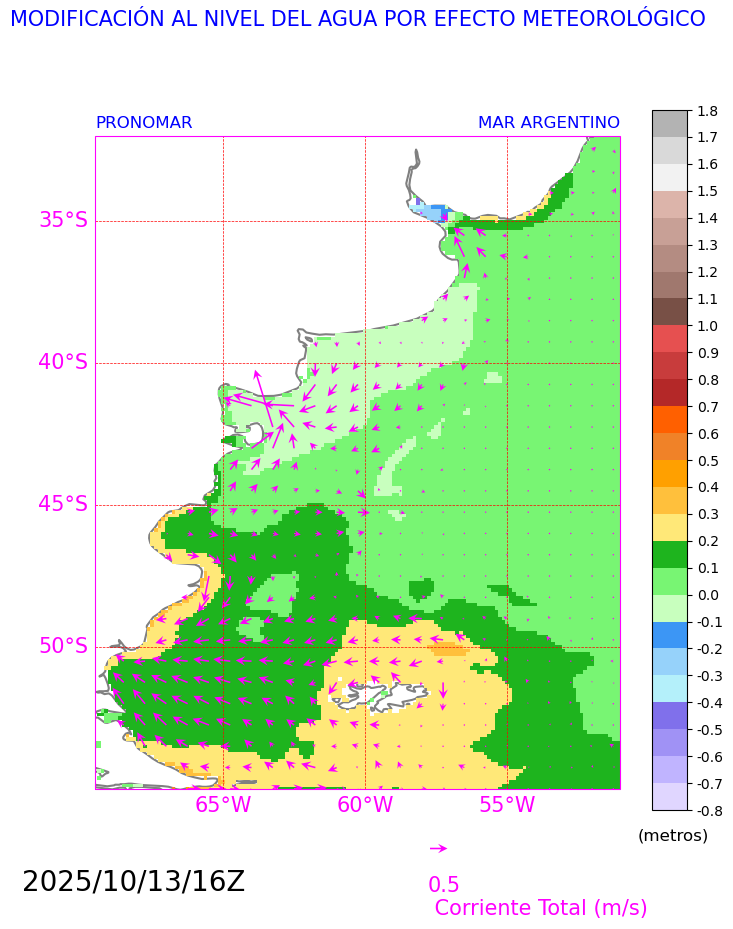 MODIFICACIÓN AL NIVEL DEL AGUA POR EFECTO METEOROLÓGICO
PRONOMAR MAR ARGENTINO
1.8
1.7
1.6
1.5
1.4
1.3
1.2
1.1
1.0
0.9
0.8
0.7
0.6
0.5
0.4
0.3
0.2
0.1
0.0
-0.1
-0.2
-0.3
-0.4
-0.5
-0.6
-0.7
-0.8
(metros)
35°S
40°S
45°S
50°S
65°W 60°W 55°W
2025/10/13/16Z
0.5
Corriente Total (m/s)